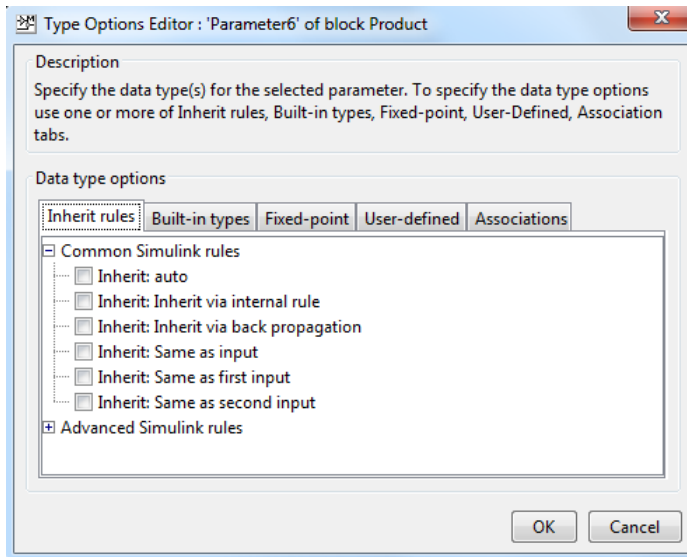 Type Options Editor : 'Parameter6' of block Product
Description
Specify the data type(s) for the selected parameter. To specify the data type options
use one or more of Inherit rules, Built-in types, Fixed-point, User-Defined, Association
tabs.
Data type options
Inherit rules Built-in types Fixed-point User-defined Associations
Common Simulink rules
Inherit: auto
Inherit: Inherit via internal rule
Inherit: Inherit via back propagation
Inherit: Same as input
Inherit: Same as first input
Inherit: Same as second input
Advanced Simulink rules
OK Cancel